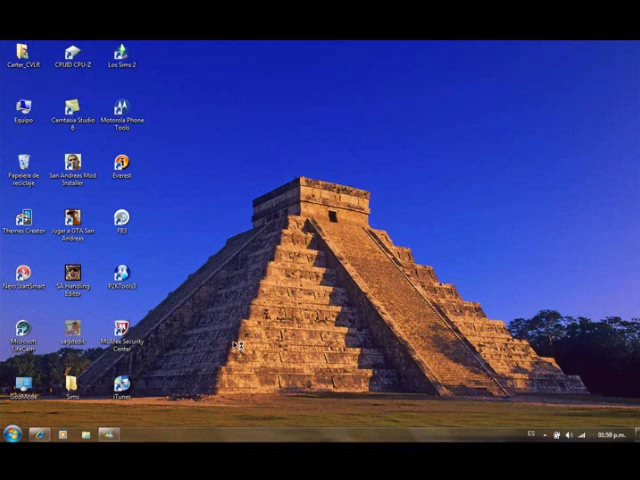 Carter_CVLR
CPUID CPU-Z
Los Sims 2
Equipo
Camtasia Studio
6
Motorola Phone
Tools
Papelera de
reciclaje
San Andreas Mod
Installer
Everest
Themes Creator
Jugar a GTA San
Andreas
FB3
Nero StartSmart
SA Handling
Editor
P2KTools3
Microsoft
LifeCam
sagitedit
McAfee Security
Center
GodMode
Sims
iTunes
ES
01:59 p.m.